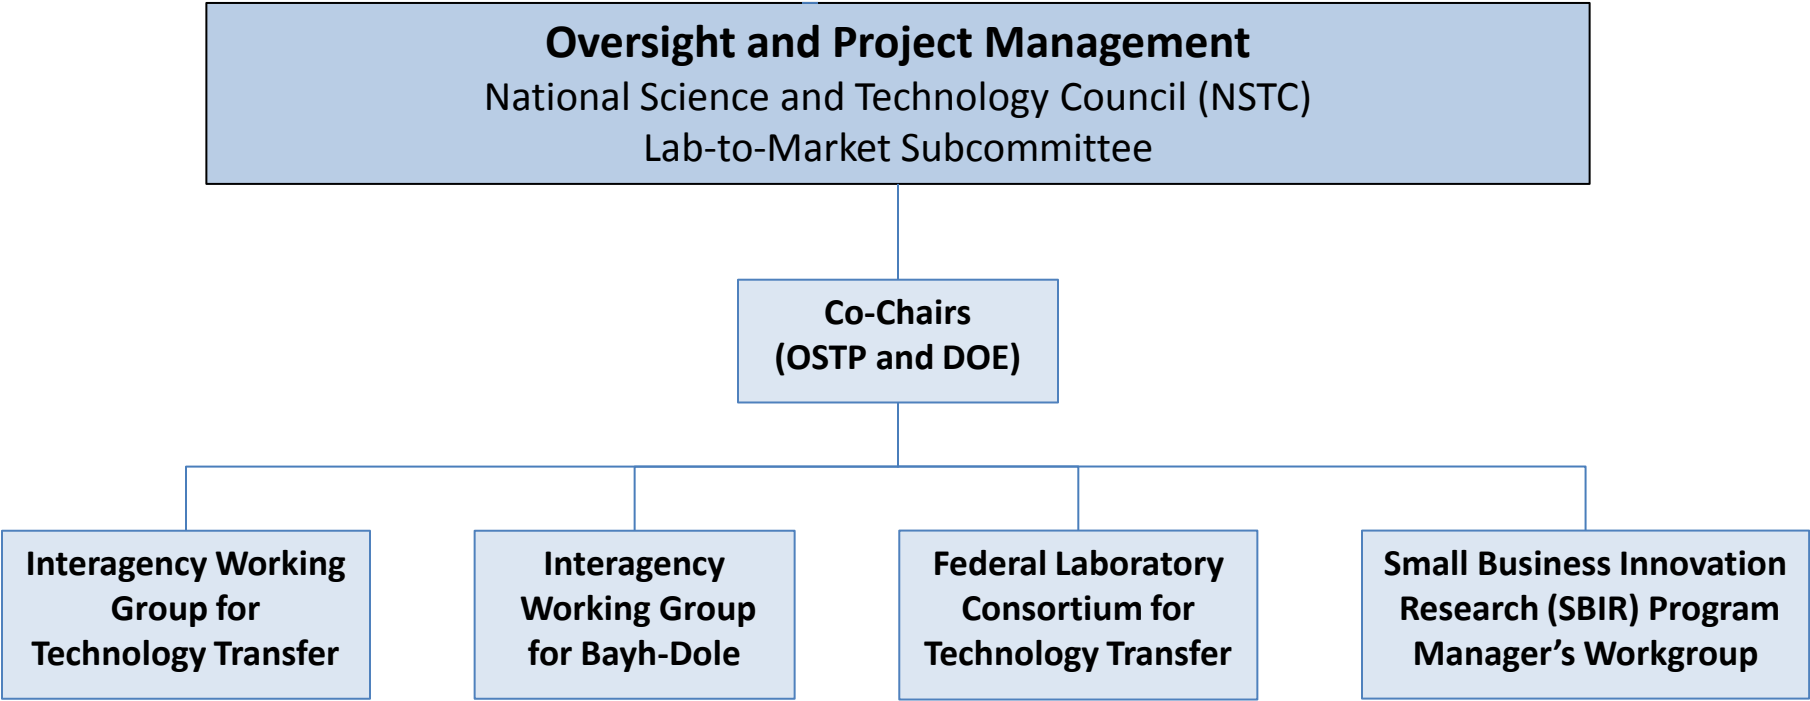 Oversight and Project Management
National Science and Technology Council (NSTC)
Lab-to-Market Subcommittee
Co-Chairs
(OSTP and DOE)
Interagency Working
Group for
Technology Transfer
Interagency
Working Group
for Bayh-Dole
Federal Laboratory
Consortium for
Technology Transfer
Small Business Innovation
Research (SBIR) Program
Manager’s Workgroup